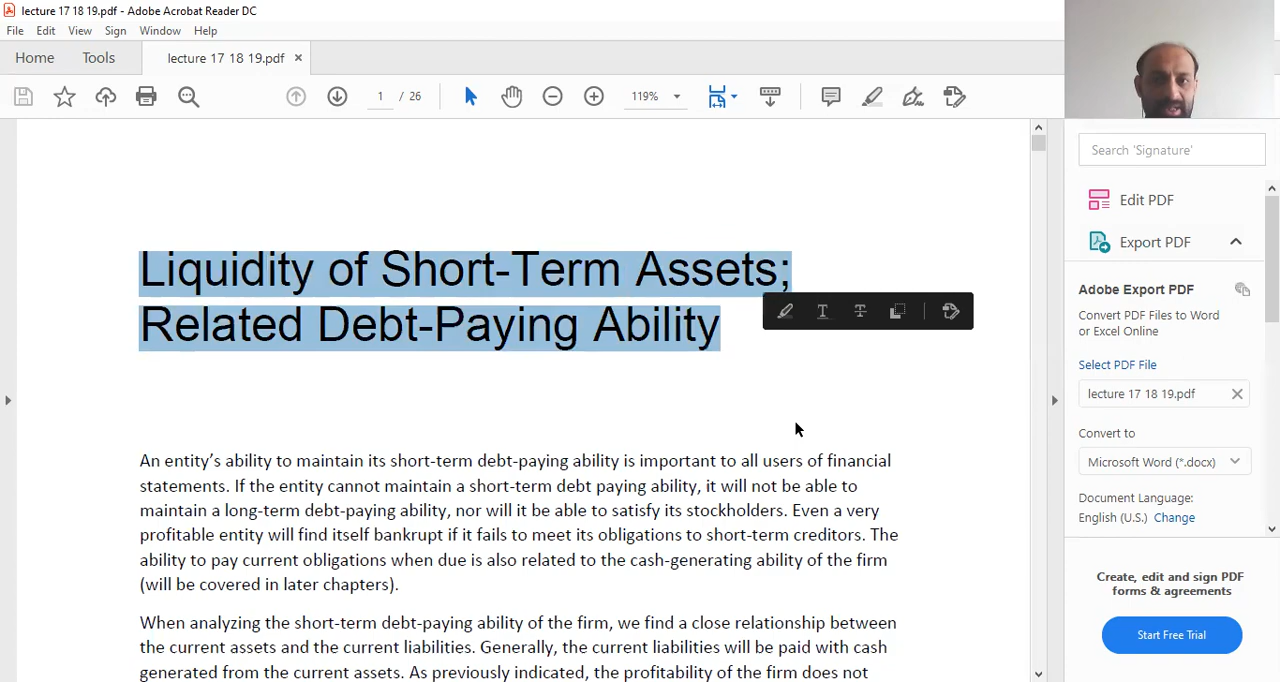 lecture 17 18 19.pdf - Adobe Acrobat Reader DC
File Edit View Sign Window Help
Home Tools lecture 17 18 19.pdf ×
1 / 26 119%
Search 'Signature'
Edit PDF
Export PDF
Adobe Export PDF
Convert PDF Files to Word
or Excel Online
Select PDF File
lecture 17 18 19.pdf
Convert to
Microsoft Word (*.docx)
Document Language:
English (U.S.) Change
Create, edit and sign PDF
forms & agreements
Start Free Trial
Liquidity of Short-Term Assets;
Related Debt-Paying Ability
An entity’s ability to maintain its short-term debt-paying ability is important to all users of financial
statements. If the entity cannot maintain a short-term debt paying ability, it will not be able to
maintain a long-term debt-paying ability, nor will it be able to satisfy its stockholders. Even a very
profitable entity will find itself bankrupt if it fails to meet its obligations to short-term creditors. The
ability to pay current obligations when due is also related to the cash-generating ability of the firm
(will be covered in later chapters).
When analyzing the short-term debt-paying ability of the firm, we find a close relationship between
the current assets and the current liabilities. Generally, the current liabilities will be paid with cash
generated from the current assets. As previously indicated, the profitability of the firm does not